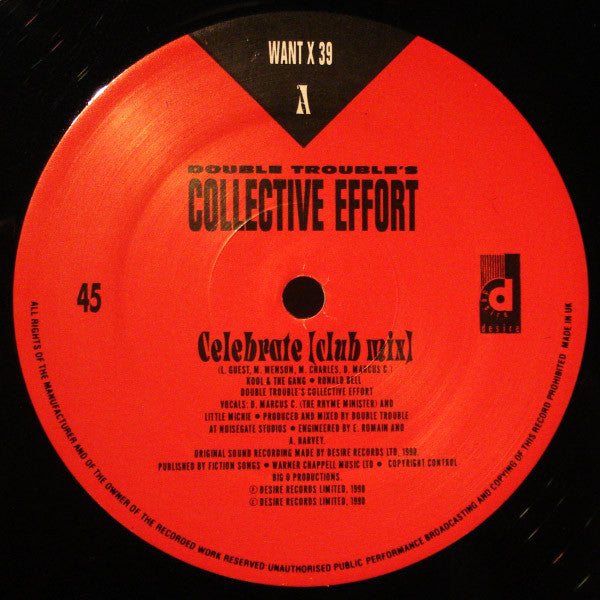 WANT X 39
A
DOUBLE TROUBLE'S
COLLECTIVE EFFORT
45
d
desire
desire
Celebrate [club mix]
(L. GUEST, M. MENSON, M. CHARLES, D. MARCUS C.)
KOOL & THE GANG • RONALD BELL
DOUBLE TROUBLE'S COLLECTIVE EFFORT
VOCALS: D. MARCUS C. (THE RHYME MINISTER) AND
LITTLE MICHIE • PRODUCED AND MIXED BY DOUBLE TROUBLE
AT NOISEGATE STUDIOS • ENGINEERED BY E. ROMAIN AND
A. HARVEY.
ORIGINAL SOUND RECORDING MADE BY DESIRE RECORDS LTD, 1990.
PUBLISHED BY FICTION SONGS • WARNER CHAPPELL MUSIC LTD • COPYRIGHT CONTROL
BIG 8 PRODUCTIONS.
Ⓟ DESIRE RECORDS LIMITED, 1990
© DESIRE RECORDS LIMITED, 1990
ALL RIGHTS OF THE MANUFACTURER AND OF THE OWNER OF THE RECORDED WORK RESERVED UNAUTHORISED PUBLIC PERFORMANCE BROADCASTING AND COPYING OF THIS RECORD PROHIBITED. MADE IN UK